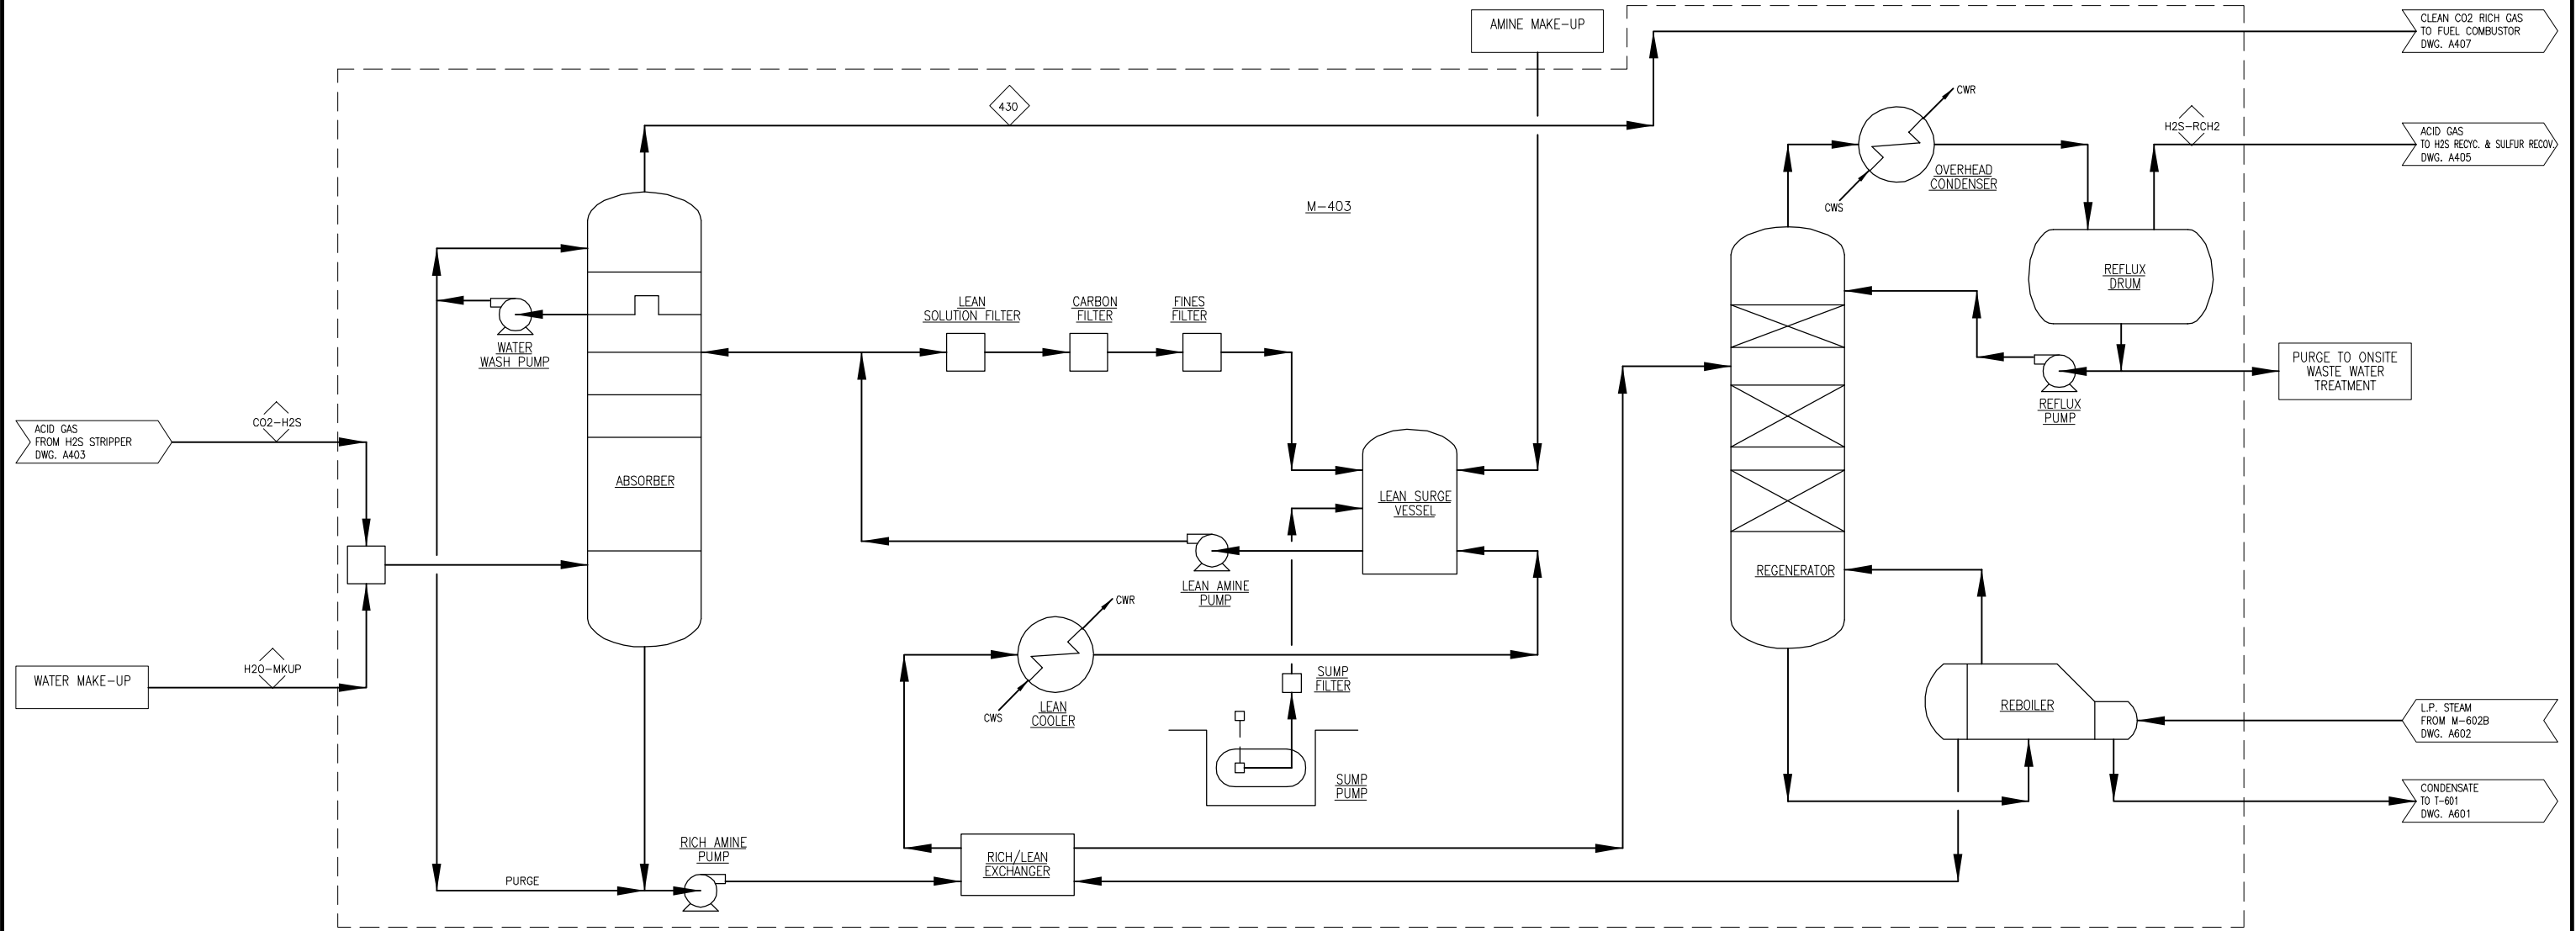 AMINE MAKE-UP
CLEAN CO2 RICH GAS
TO FUEL COMBUSTOR
DWG. A407
430
CWR
H2S-RCH2
ACID GAS
TO H2S RECYC. & SULFUR RECOV.
DWG. A405
OVERHEAD
CONDENSER
CWS
M-403
REFLUX
DRUM
LEAN
SOLUTION FILTER
CARBON
FILTER
FINES
FILTER
WATER
WASH PUMP
PURGE TO ONSITE
WASTE WATER
TREATMENT
REFLUX
PUMP
CO2-H2S
ACID GAS
FROM H2S STRIPPER
DWG. A403
ABSORBER
LEAN SURGE
VESSEL
REGENERATOR
LEAN AMINE
PUMP
CWR
H2O-MKUP
WATER MAKE-UP
SUMP
FILTER
LEAN
COOLER
CWS
REBOILER
L.P. STEAM
FROM M-602B
DWG. A602
SUMP
PUMP
CONDENSATE
TO T-601
DWG. A601
RICH AMINE
PUMP
RICH/LEAN
EXCHANGER
PURGE